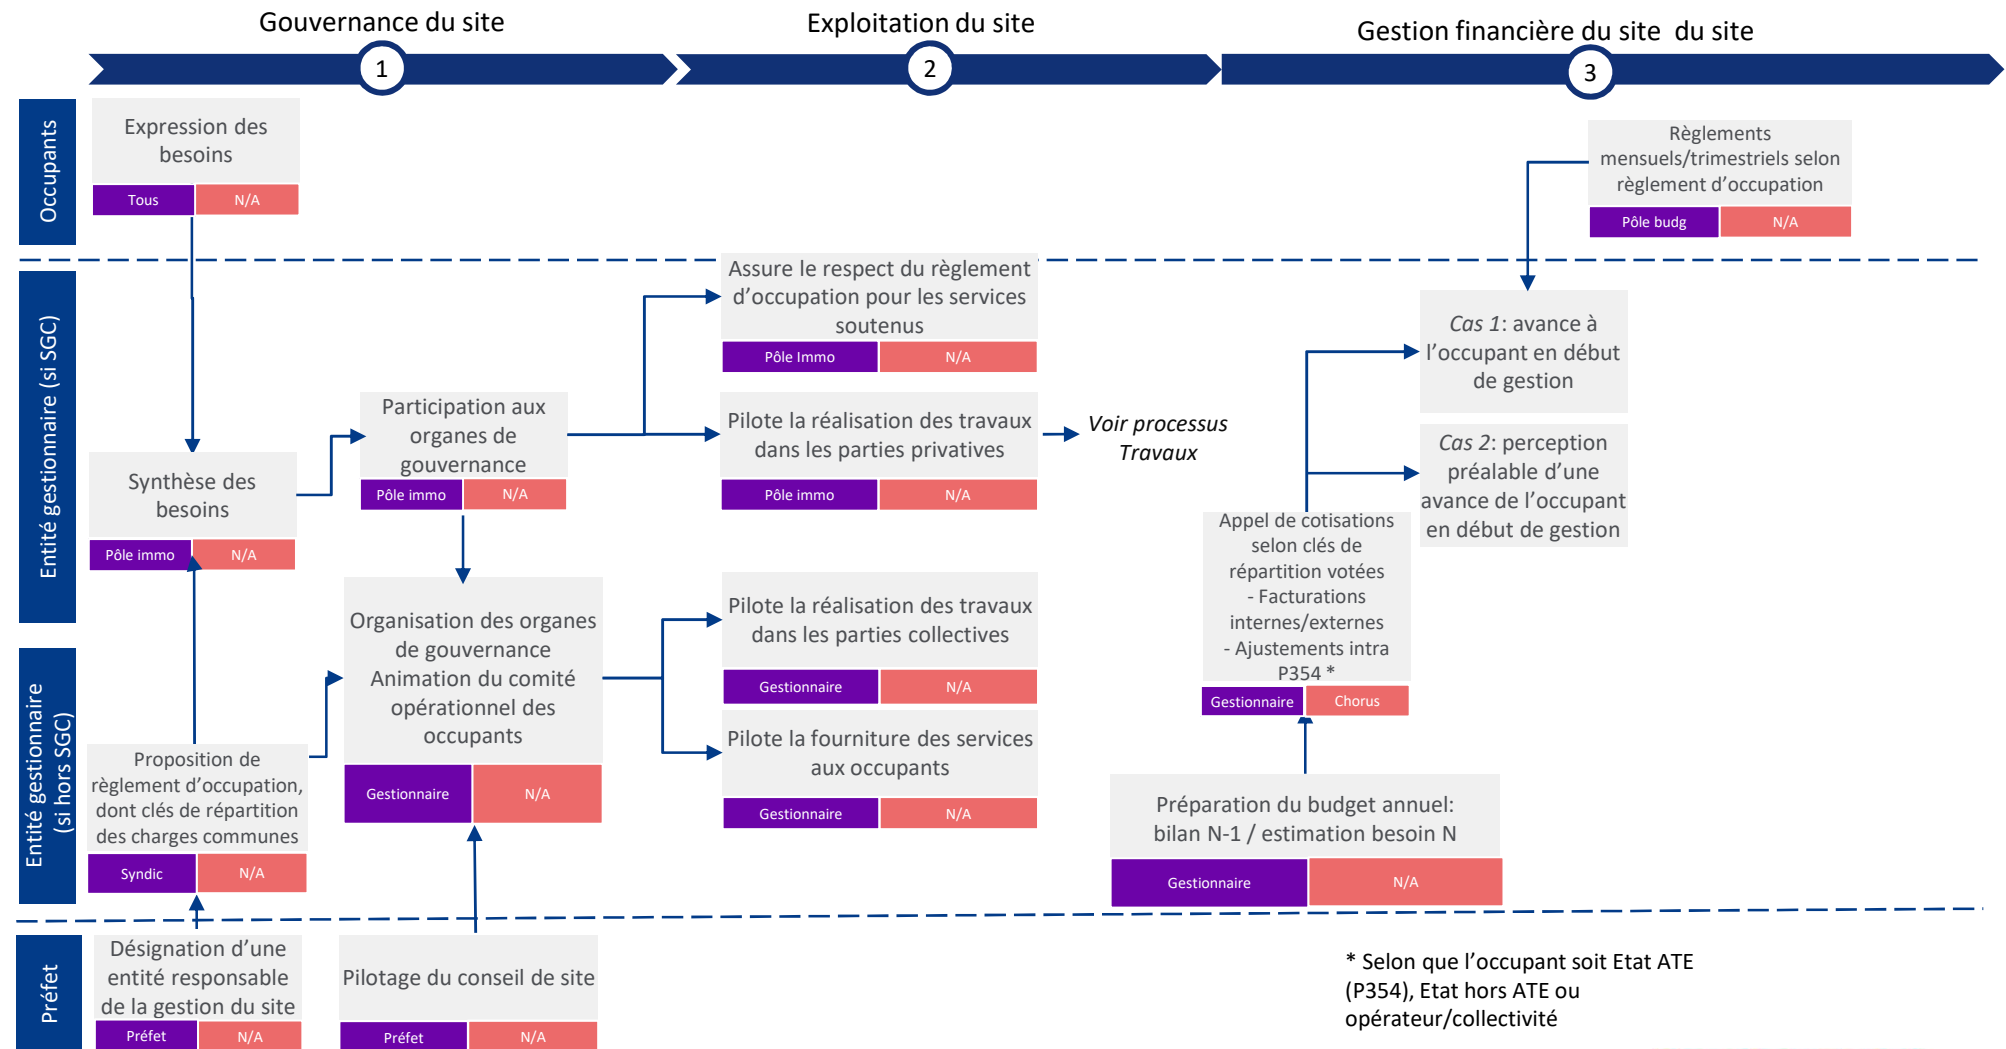 Gouvernance du site
Exploitation du site
Gestion financière du site  du site
1
2
3
Occupants
Expression des
besoins
Tous
N/A
Règlements
mensuels/trimestriels selon
règlement d'occupation
Pôle budg
N/A
Entité gestionnaire (si SGC)
Assure le respect du règlement
d'occupation pour les services
soutenus
Pôle Immo
N/A
Cas 1: avance à
l'occupant en début
de gestion
Participation aux
organes de
gouvernance
Pôle immo
N/A
Pilote la réalisation des travaux
dans les parties privatives
Pôle immo
N/A
Voir processus
Travaux
Cas 2: perception
préalable d'une
avance de l'occupant
en début de gestion
Synthèse des
besoins
Pôle immo
N/A
Appel de cotisations
selon clés de
répartition votées
- Facturations
internes/externes
- Ajustements intra
P354 *
Gestionnaire
Chorus
Entité gestionnaire
(si hors SGC)
Organisation des organes
de gouvernance
Animation du comité
opérationnel des
occupants
Gestionnaire
N/A
Pilote la réalisation des travaux
dans les parties collectives
Gestionnaire
N/A
Pilote la fourniture des services
aux occupants
Gestionnaire
N/A
Proposition de
règlement d'occupation,
dont clés de répartition
des charges communes
Syndic
N/A
Préparation du budget annuel:
bilan N-1 / estimation besoin N
Gestionnaire
N/A
Préfet
Désignation d'une
entité responsable
de la gestion du site
Préfet
N/A
Pilotage du conseil de site
Préfet
N/A
* Selon que l'occupant soit Etat ATE
(P354), Etat hors ATE ou
opérateur/collectivité